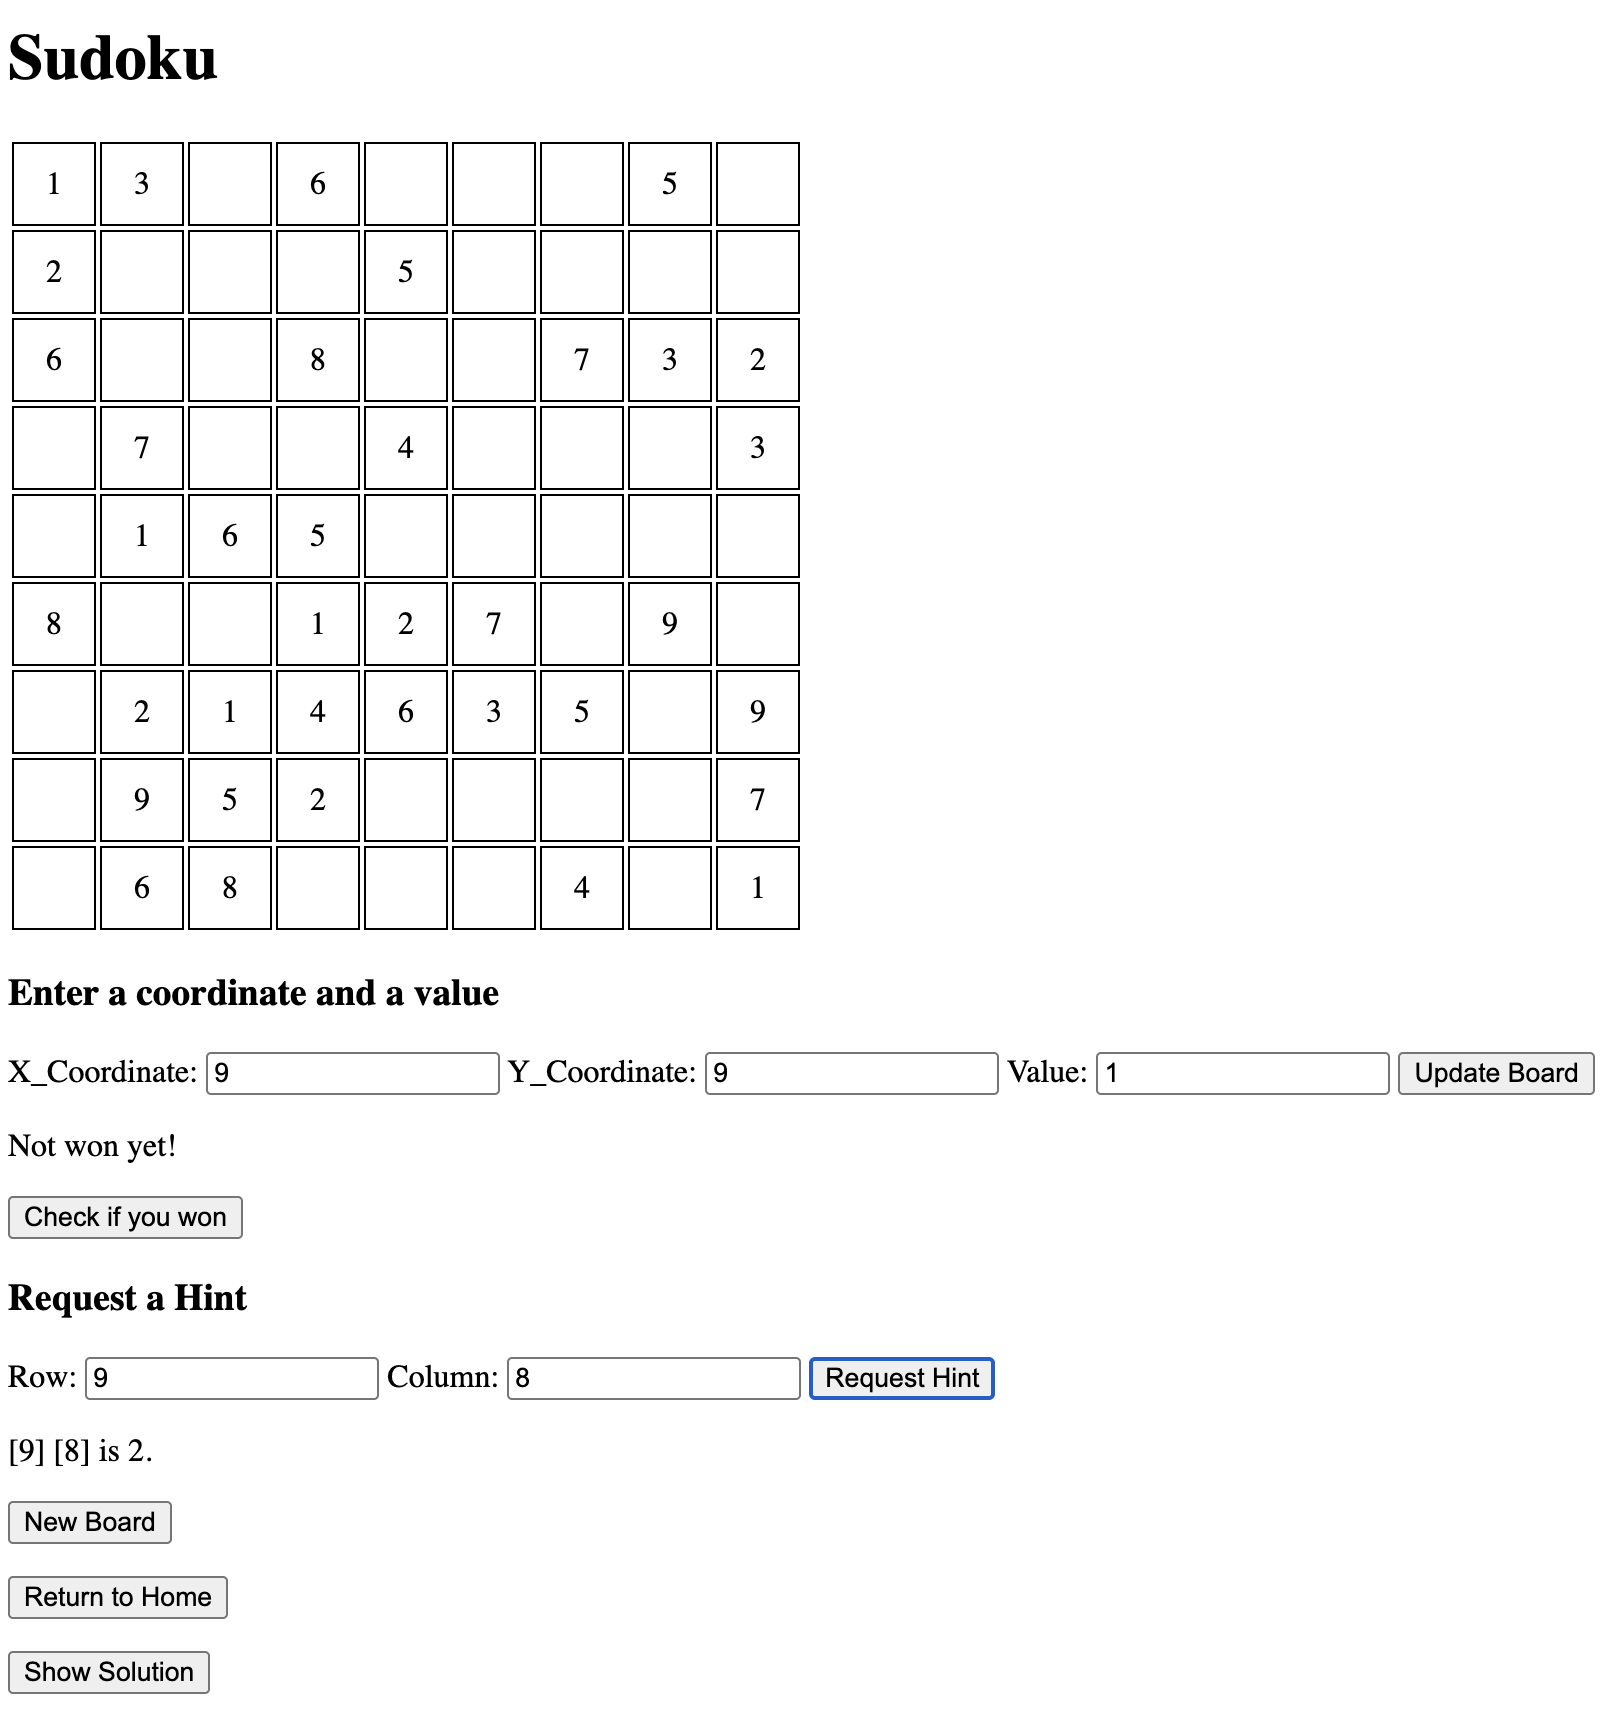 Sudoku
1 3 6 5
2 5
6 8 7 3 2
7 4 3
1 6 5
8 1 2 7 9
2 1 4 6 3 5 9
9 5 2 7
6 8 4 1
Enter a coordinate and a value
X_Coordinate: 9 Y_Coordinate: 9 Value: 1 Update Board
Not won yet!
Check if you won
Request a Hint
Row: 9 Column: 8 Request Hint
[9] [8] is 2.
New Board
Return to Home
Show Solution